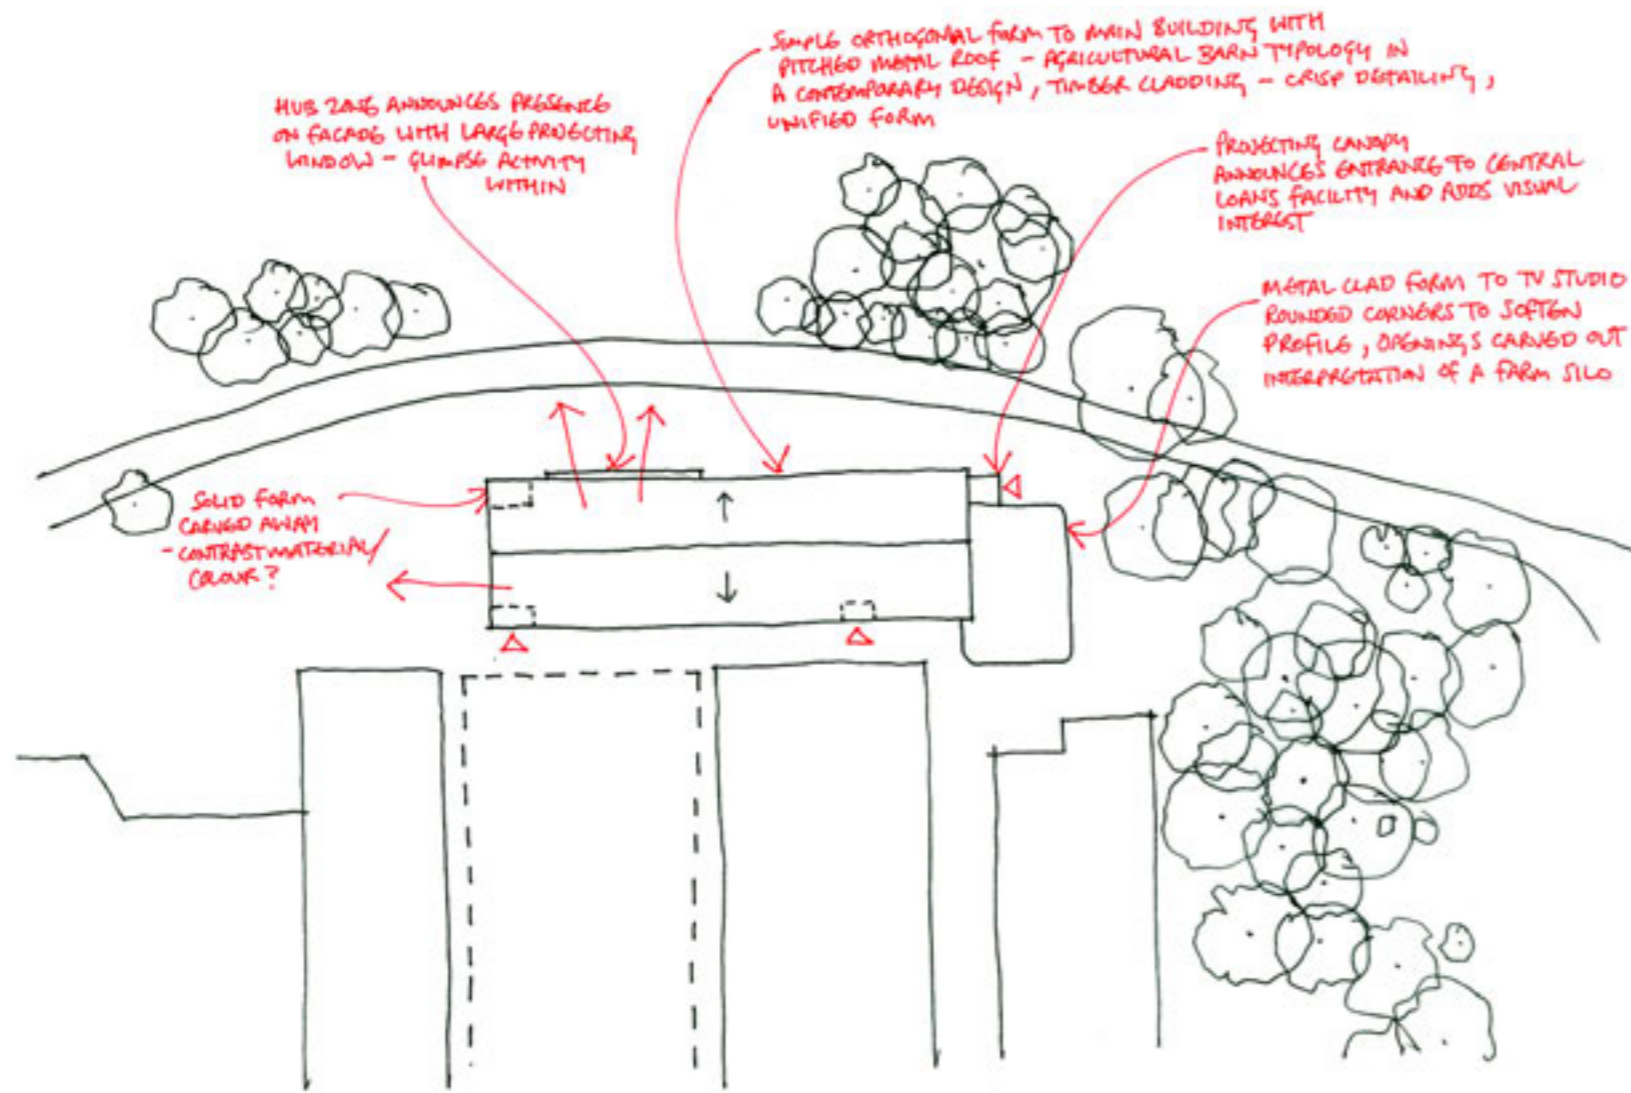 HUB ZONE ANNOUNCES PRESENCE
ON FACADE WITH LARGE PROJECTING
WINDOW - GLIMPSE ACTIVITY
WITHIN
SIMPLE ORTHOGONAL FORM TO MAIN BUILDING WITH
PITCHED METAL ROOF - AGRICULTURAL BARN TYPOLOGY IN
A CONTEMPORARY DESIGN, TIMBER CLADDING - CRISP DETAILING,
UNIFIED FORM
PROJECTING CANOPY
ANNOUNCES ENTRANCE TO CENTRAL
LOANS FACILITY AND ADDS VISUAL
INTEREST
METAL CLAD FORM TO TV STUDIO
ROUNDED CORNERS TO SOFTEN
PROFILE, OPENINGS CARVED OUT
INTERPRETATION OF A FARM SILO
SOLID FORM
CARVED AWAY
- CONTRAST MATERIAL/
COLOUR?